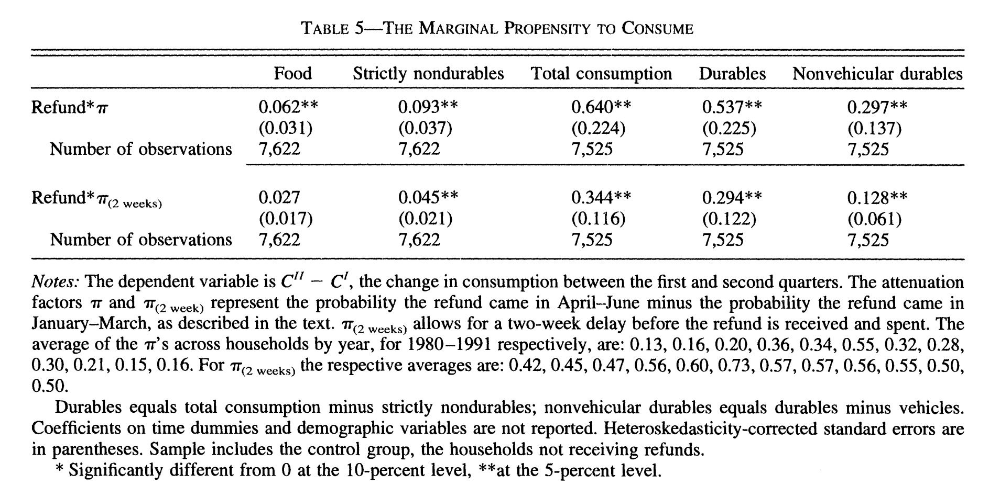 TABLE 5—THE MARGINAL PROPENSITY TO CONSUME
Food Strictly nondurables Total consumption Durables Nonvehicular durables
Refund*π 0.062** 0.093** 0.640** 0.537** 0.297**
(0.031) (0.037) (0.224) (0.225) (0.137)
Number of observations 7,622 7,622 7,525 7,525 7,525
Refund*π(2 weeks) 0.027 0.045** 0.344** 0.294** 0.128**
(0.017) (0.021) (0.116) (0.122) (0.061)
Number of observations 7,622 7,622 7,525 7,525 7,525
Notes: The dependent variable is C^II − C^I, the change in consumption between the first and second quarters. The attenuation
factors π and π(2 week) represent the probability the refund came in April–June minus the probability the refund came in
January–March, as described in the text. π(2 weeks) allows for a two-week delay before the refund is received and spent. The
average of the π's across households by year, for 1980–1991 respectively, are: 0.13, 0.16, 0.20, 0.36, 0.34, 0.55, 0.32, 0.28,
0.30, 0.21, 0.15, 0.16. For π(2 weeks) the respective averages are: 0.42, 0.45, 0.47, 0.56, 0.60, 0.73, 0.57, 0.57, 0.56, 0.55, 0.50,
0.50.
Durables equals total consumption minus strictly nondurables; nonvehicular durables equals durables minus vehicles.
Coefficients on time dummies and demographic variables are not reported. Heteroskedasticity-corrected standard errors are
in parentheses. Sample includes the control group, the households not receiving refunds.
* Significantly different from 0 at the 10-percent level, **at the 5-percent level.